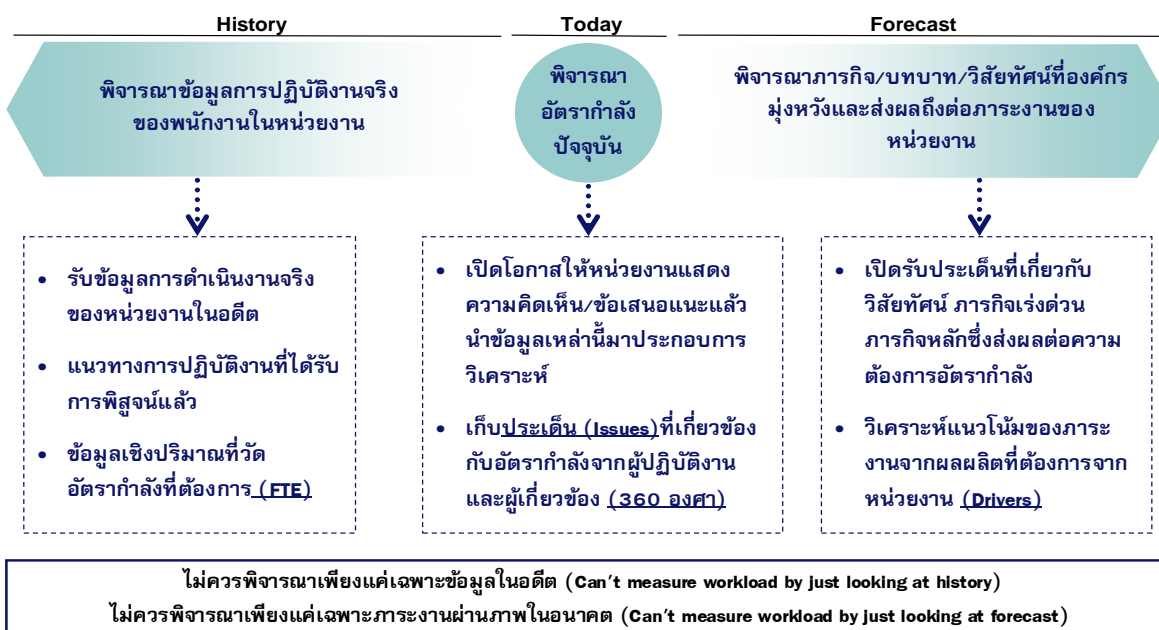 History
Today
Forecast
พิจารณาข้อมูลการปฏิบัติงานจริง
ของพนักงานในหน่วยงาน
พิจารณา
อัตรากำลัง
ปัจจุบัน
พิจารณาภารกิจ/บทบาท/วิสัยทัศน์ที่องค์กร
มุ่งหวังและส่งผลถึงต่อภาระงานของ
หน่วยงาน
• รับข้อมูลการดำเนินงานจริง
ของหน่วยงานในอดีต
• แนวทางการปฏิบัติงานที่ได้รับ
การพิสูจน์แล้ว
• ข้อมูลเชิงปริมาณที่วัด
อัตรากำลังที่ต้องการ (FTE)
• เปิดโอกาสให้หน่วยงานแสดง
ความคิดเห็น/ข้อเสนอแนะแล้ว
นำข้อมูลเหล่านี้มาประกอบการ
วิเคราะห์
• เก็บประเด็น (Issues)ที่เกี่ยวข้อง
กับอัตรากำลังจากผู้ปฏิบัติงาน
และผู้เกี่ยวข้อง (360 องศา)
• เปิดรับประเด็นที่เกี่ยวกับ
วิสัยทัศน์ ภารกิจเร่งด่วน
ภารกิจหลักซึ่งส่งผลต่อความ
ต้องการอัตรากำลัง
• วิเคราะห์แนวโน้มของภาระ
งานจากผลผลิตที่ต้องการจาก
หน่วยงาน (Drivers)
ไม่ควรพิจารณาเพียงแค่เฉพาะข้อมูลในอดีต (Can't measure workload by just looking at history)
ไม่ควรพิจารณาเพียงแค่เฉพาะภาระงานผ่านภาพในอนาคต (Can't measure workload by just looking at forecast)